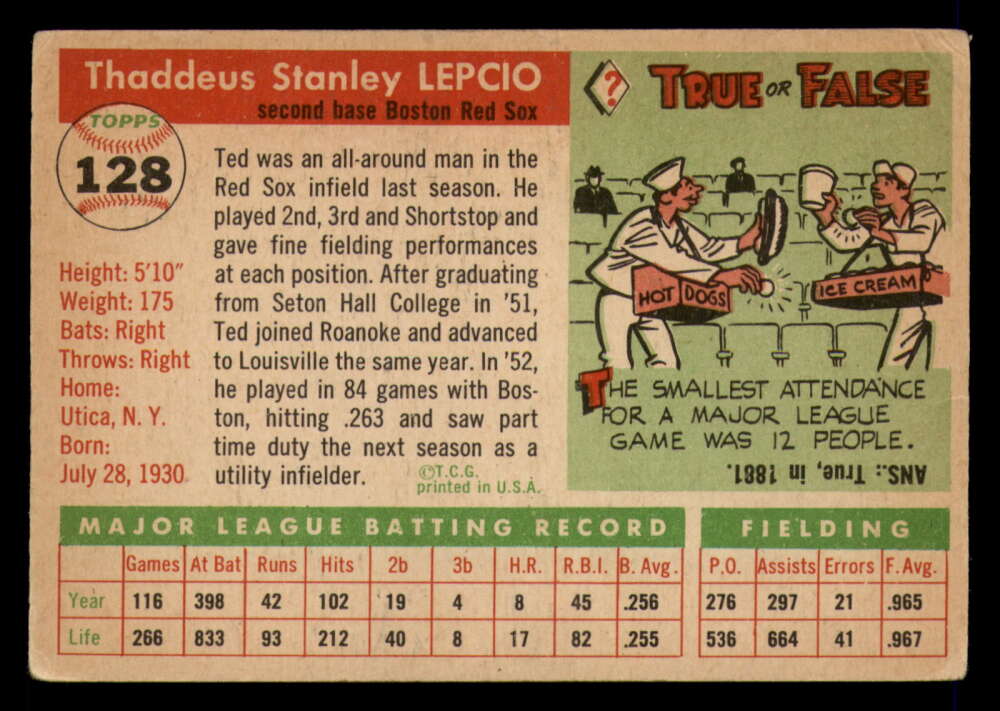 Thaddeus Stanley LEPCIO
second base Boston Red Sox
TOPPS
128
Height: 5'10"
Weight: 175
Bats: Right
Throws: Right
Home:
Utica, N. Y.
Born:
July 28, 1930
Ted was an all-around man in the
Red Sox infield last season. He
played 2nd, 3rd and Shortstop and
gave fine fielding performances
at each position. After graduating
from Seton Hall College in '51,
Ted joined Roanoke and advanced
to Louisville the same year. In '52,
he played in 84 games with Bos-
ton, hitting .263 and saw part
time duty the next season as a
utility infielder.
©T.C.G.
printed in U.S.A.
?
TRUE OR FALSE
HOT DOGS
ICE CREAM
THE SMALLEST ATTENDANCE
FOR A MAJOR LEAGUE
GAME WAS 12 PEOPLE.
ANS.: True, in 1881.
MAJOR LEAGUE BATTING RECORD
Games At Bat Runs Hits 2b 3b H.R. R.B.I. B. Avg.
Year 116 398 42 102 19 4 8 45 .256
Life 266 833 93 212 40 8 17 82 .255
FIELDING
P.O. Assists Errors F. Avg.
276 297 21 .965
536 664 41 .967